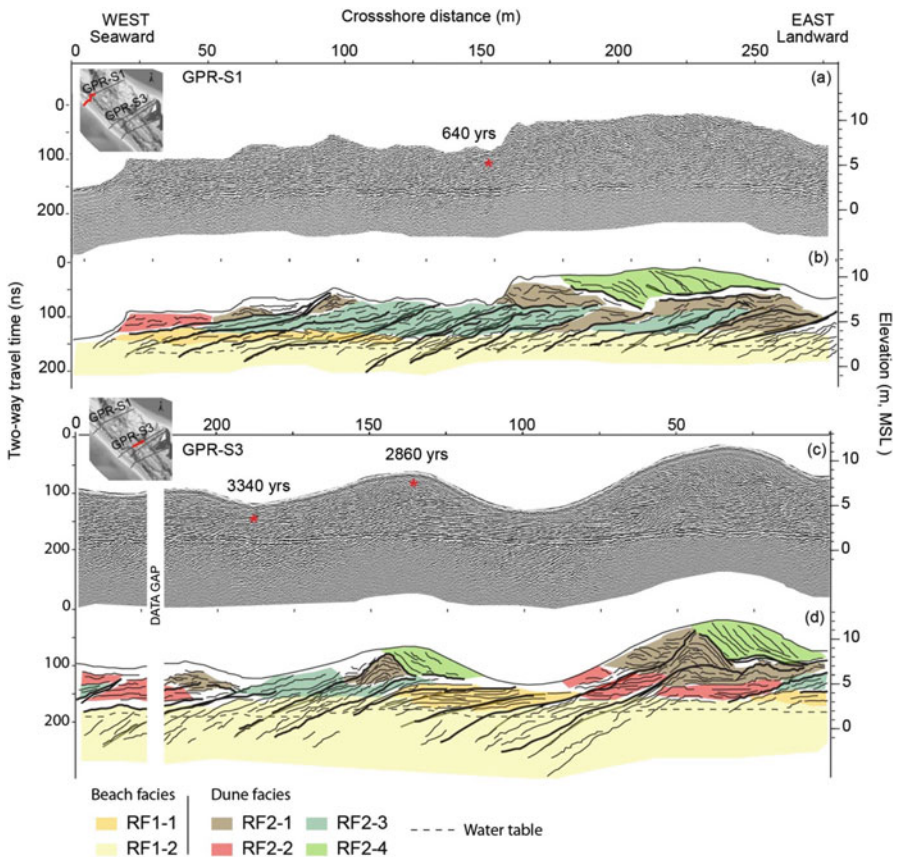 WEST
Seaward
Crossshore distance (m)
EAST
Landward
0 50 100 150 200 250
GPR-S1
(a)
GPR-S1
GPR-S3
640 yrs
0
100
200
10
5
0
(b)
0
100
200
10
5
0
Two-way travel time (ns)
Elevation (m, MSL )
200 150 100 50
GPR-S3
(c)
GPR-S1
GPR-S3
3340 yrs
2860 yrs
0
100
200
0
10
5
0
DATA GAP
(d)
100
200
10
5
0
Beach facies
Dune facies
RF1-1 RF2-1 RF2-3
RF1-2 RF2-2 RF2-4
Water table